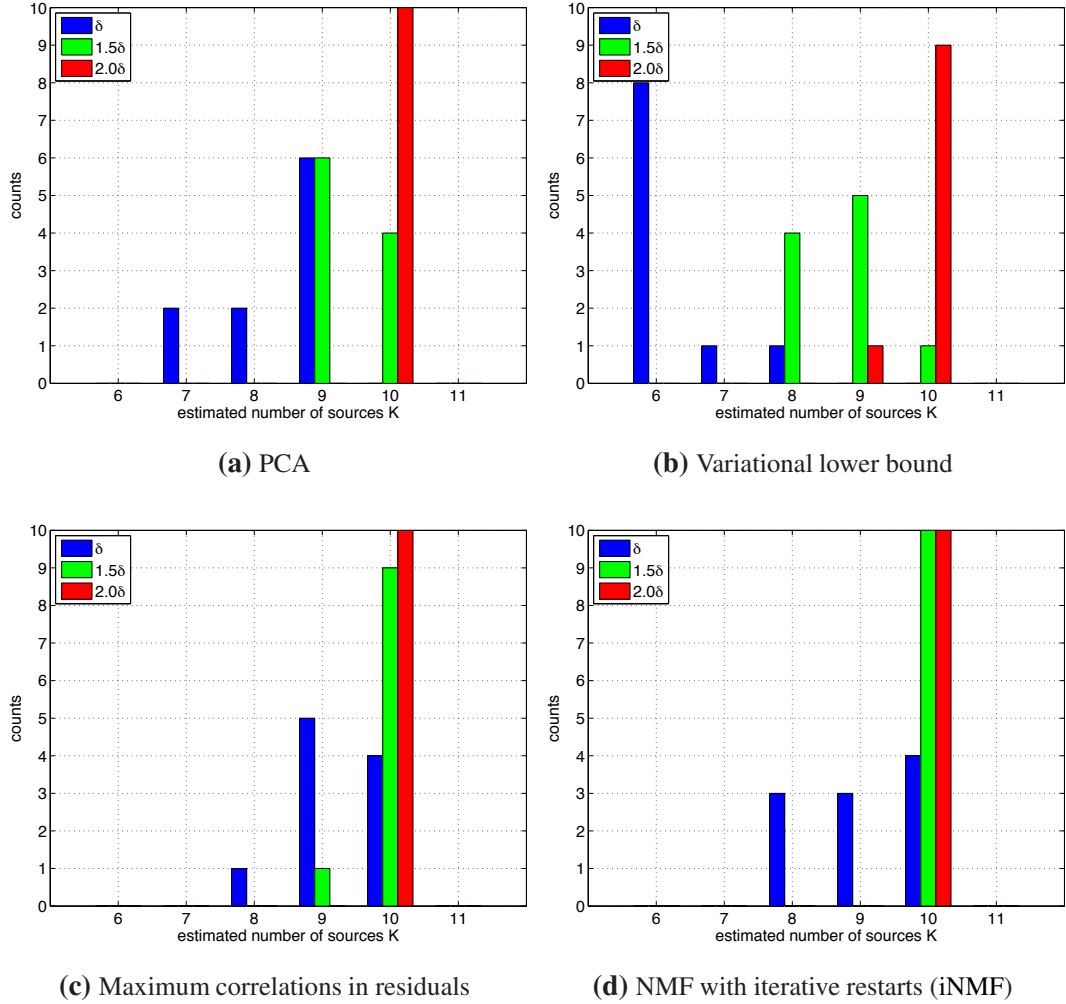 10
9
8
7
6
5
4
3
2
1
0
counts
δ
1.5δ
2.0δ
6 7 8 9 10 11
estimated number of sources K
(a) PCA
10
9
8
7
6
5
4
3
2
1
0
counts
δ
1.5δ
2.0δ
6 7 8 9 10 11
estimated number of sources K
(b) Variational lower bound
10
9
8
7
6
5
4
3
2
1
0
counts
δ
1.5δ
2.0δ
6 7 8 9 10 11
estimated number of sources K
(c) Maximum correlations in residuals
10
9
8
7
6
5
4
3
2
1
0
counts
δ
1.5δ
2.0δ
6 7 8 9 10 11
estimated number of sources K
(d) NMF with iterative restarts (iNMF)